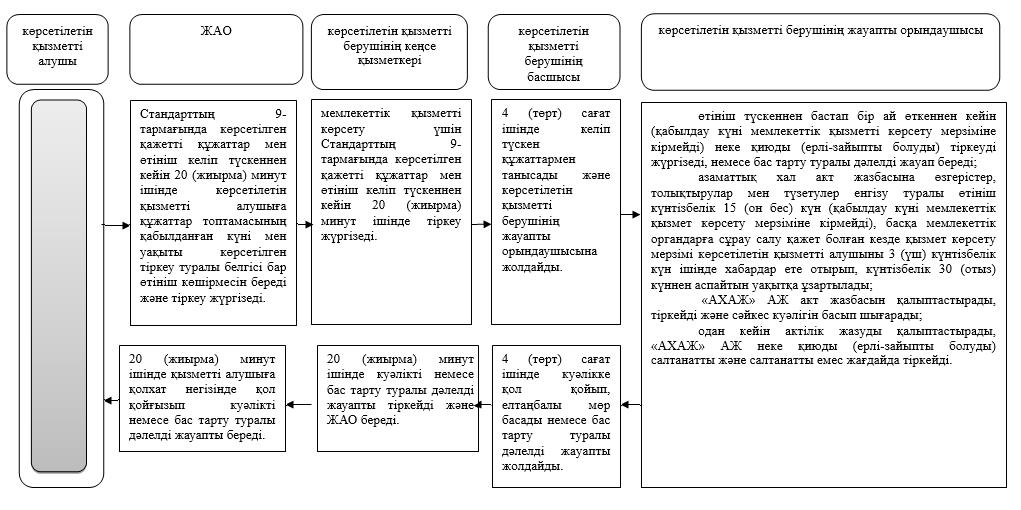 көрсетілетін
қызметті
алушы
ЖАО
көрсетілетін қызметті
берушінің кеңсе
қызметкері
көрсетілетін
қызметті
берушінің
басшысы
көрсетілетін қызметті берушінің жауапты орындаушысы
Стандарттың 9-
тармағында көрсетілген
қажетті құжаттар мен
өтініш келіп түскеннен
кейін 20 (жиырма) минут
ішінде көрсетілетін
қызметті алушыға
құжаттар топтамасының
қабылданған күні мен
уақыты көрсетілген
тіркеу туралы белгісі бар
өтініш көшірмесін береді
және тіркеу жүргізеді.
мемлекеттік қызметті
көрсету үшін
Стандарттың 9-
тармағында көрсетілген
қажетті құжаттар мен
өтініш келіп түскеннен
кейін 20 (жиырма)
минут ішінде тіркеу
жүргізеді.
4 (төрт) сағат
ішінде келіп
түскен
құжаттармен
танысады және
көрсетілетін
қызметті
берушінің
жауапты
орындаушысына
жолдайды.
өтініш түскеннен бастап бір ай өткеннен кейін
(қабылдау күні мемлекеттік қызметті көрсету мерзіміне
кірмейді) неке қиюды (ерлі-зайыпты болуды) тіркеуді
жүргізеді, немесе бас тарту туралы дәлелді жауап береді;
азаматтық хал акт жазбасына өзгерістер,
толықтырулар мен түзетулер енгізу туралы өтініш
күнтізбелік 15 (он бес) күн (қабылдау күні мемлекеттік
қызмет көрсету мерзіміне кірмейді), басқа мемлекеттік
органдарға сұрау салу қажет болған кезде қызмет көрсету
мерзімі көрсетілетін қызметті алушыны 3 (үш) күнтізбелік
күн ішінде хабардар ете отырып, күнтізбелік 30 (отыз)
күннен аспайтын уақытқа ұзартылады;
«АХАЖ» АЖ акт жазбасын қалыптастырады,
тіркейді және сәйкес куәлігін басып шығарады;
одан кейін актілік жазуды қалыптастырады,
«АХАЖ» АЖ неке қиюды (ерлі-зайыпты болуды)
салтанатты және салтанатты емес жағдайда тіркейді.
20 (жиырма) минут
ішінде қызметті алушыға
қолхат негізінде қол
қойғызып куәлікті
немесе бас тарту туралы
дәлелді жауапты береді.
20 (жиырма) минут
ішінде куәлікті немесе
бас тарту туралы дәлелді
жауапты тіркейді және
ЖАО береді.
4 (төрт) сағат
ішінде куәлікке
қол қойып,
елтаңбалы мөр
басады немесе бас
тарту туралы
дәлелді жауапты
жолдайды.